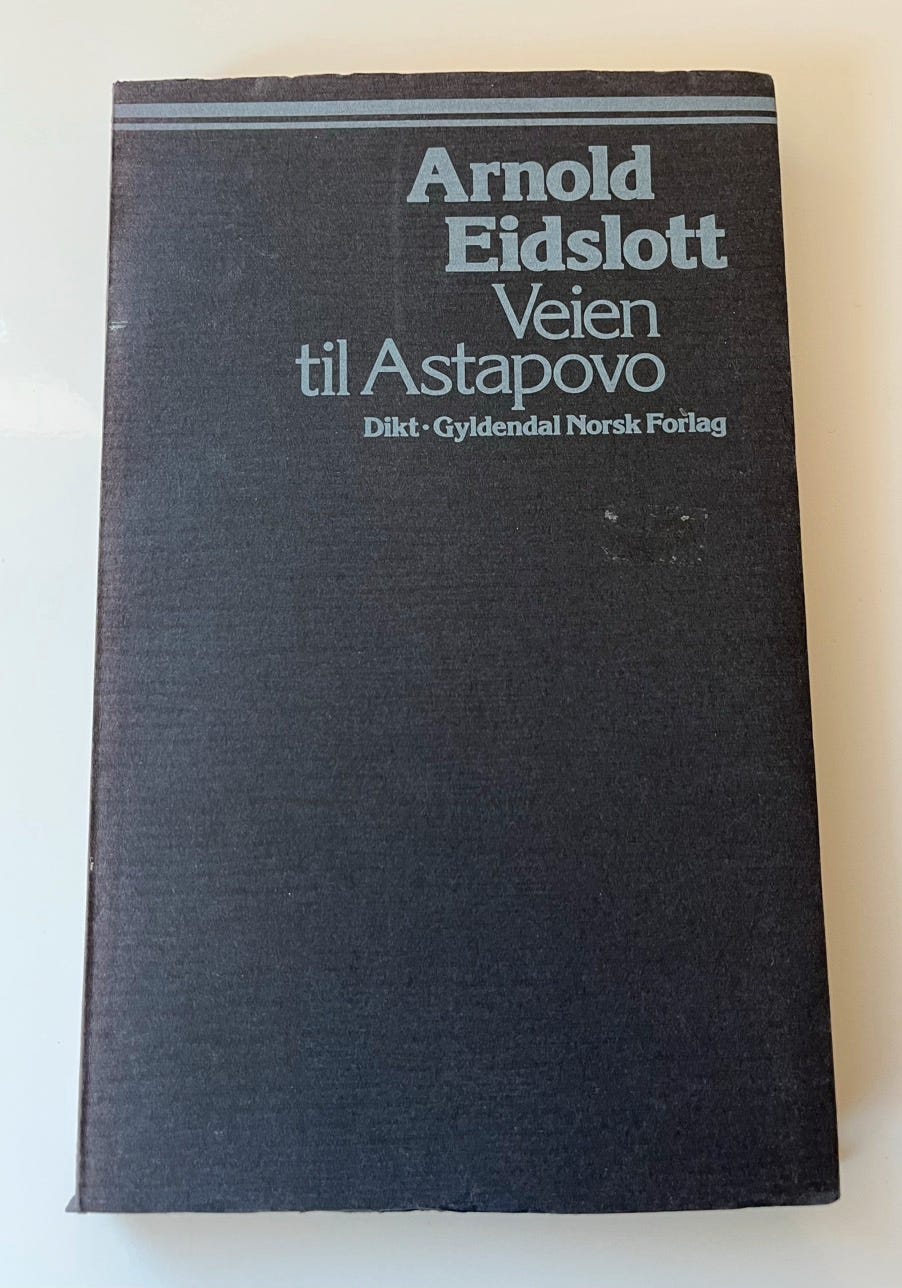 Arnold
Eidslott
Veien
til Astapovo
Dikt • Gyldendal Norsk Forlag